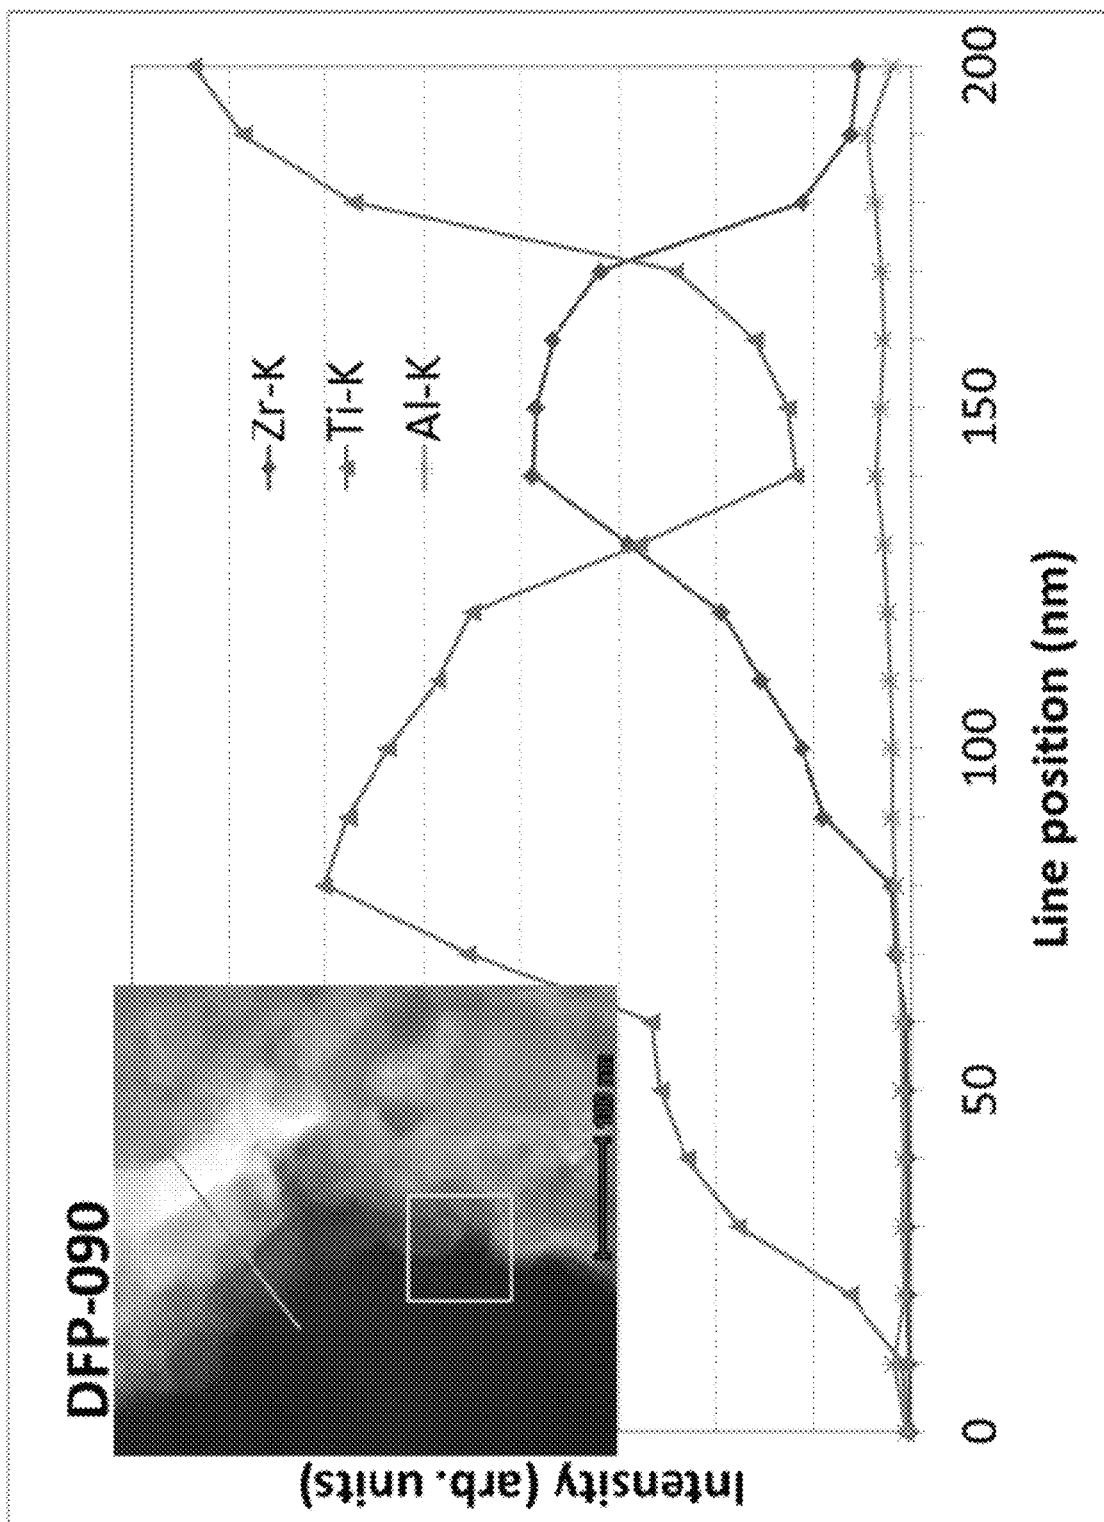 DFP-090
Intensity (arb. units)
Zr-K
Ti-K
Al-K
0
50
100
150
200
Line position (nm)